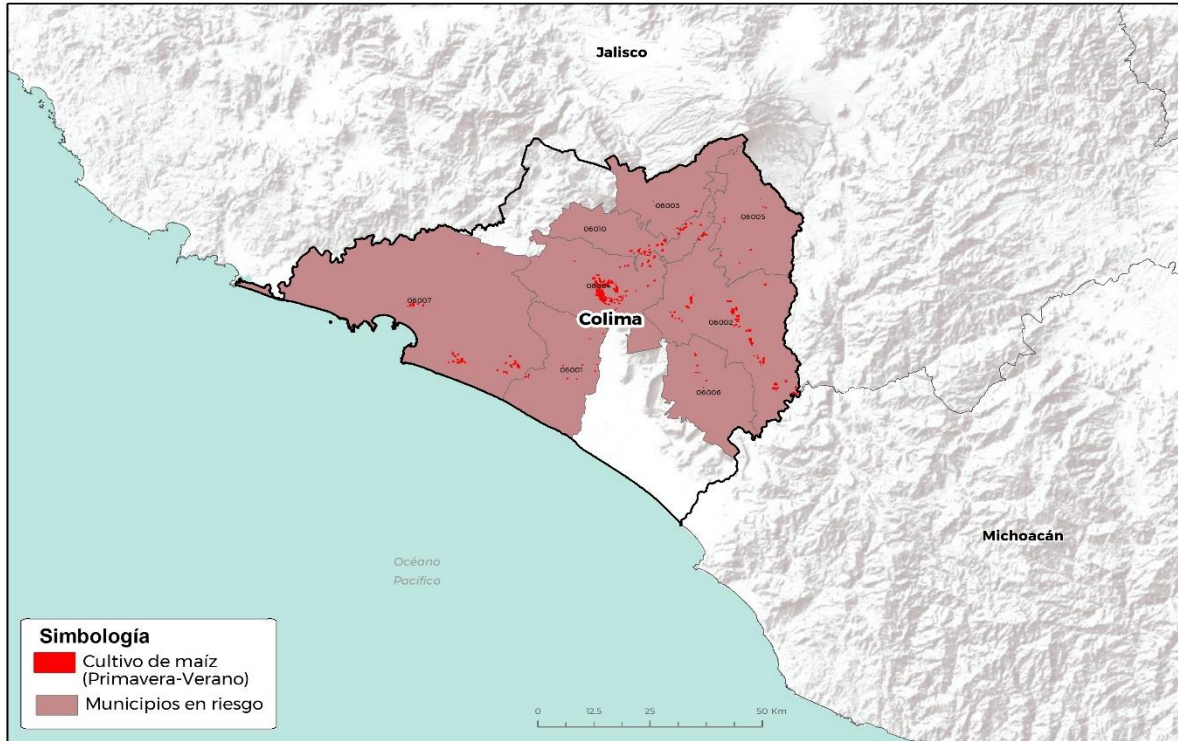 Jalisco
06003
06005
06010
06004
06007
Colima
06002
06001
06006
Michoacán
Océano
Pacífico
Simbología
Cultivo de maíz
(Primavera-Verano)
Municipios en riesgo
0 12.5 25 50 Km